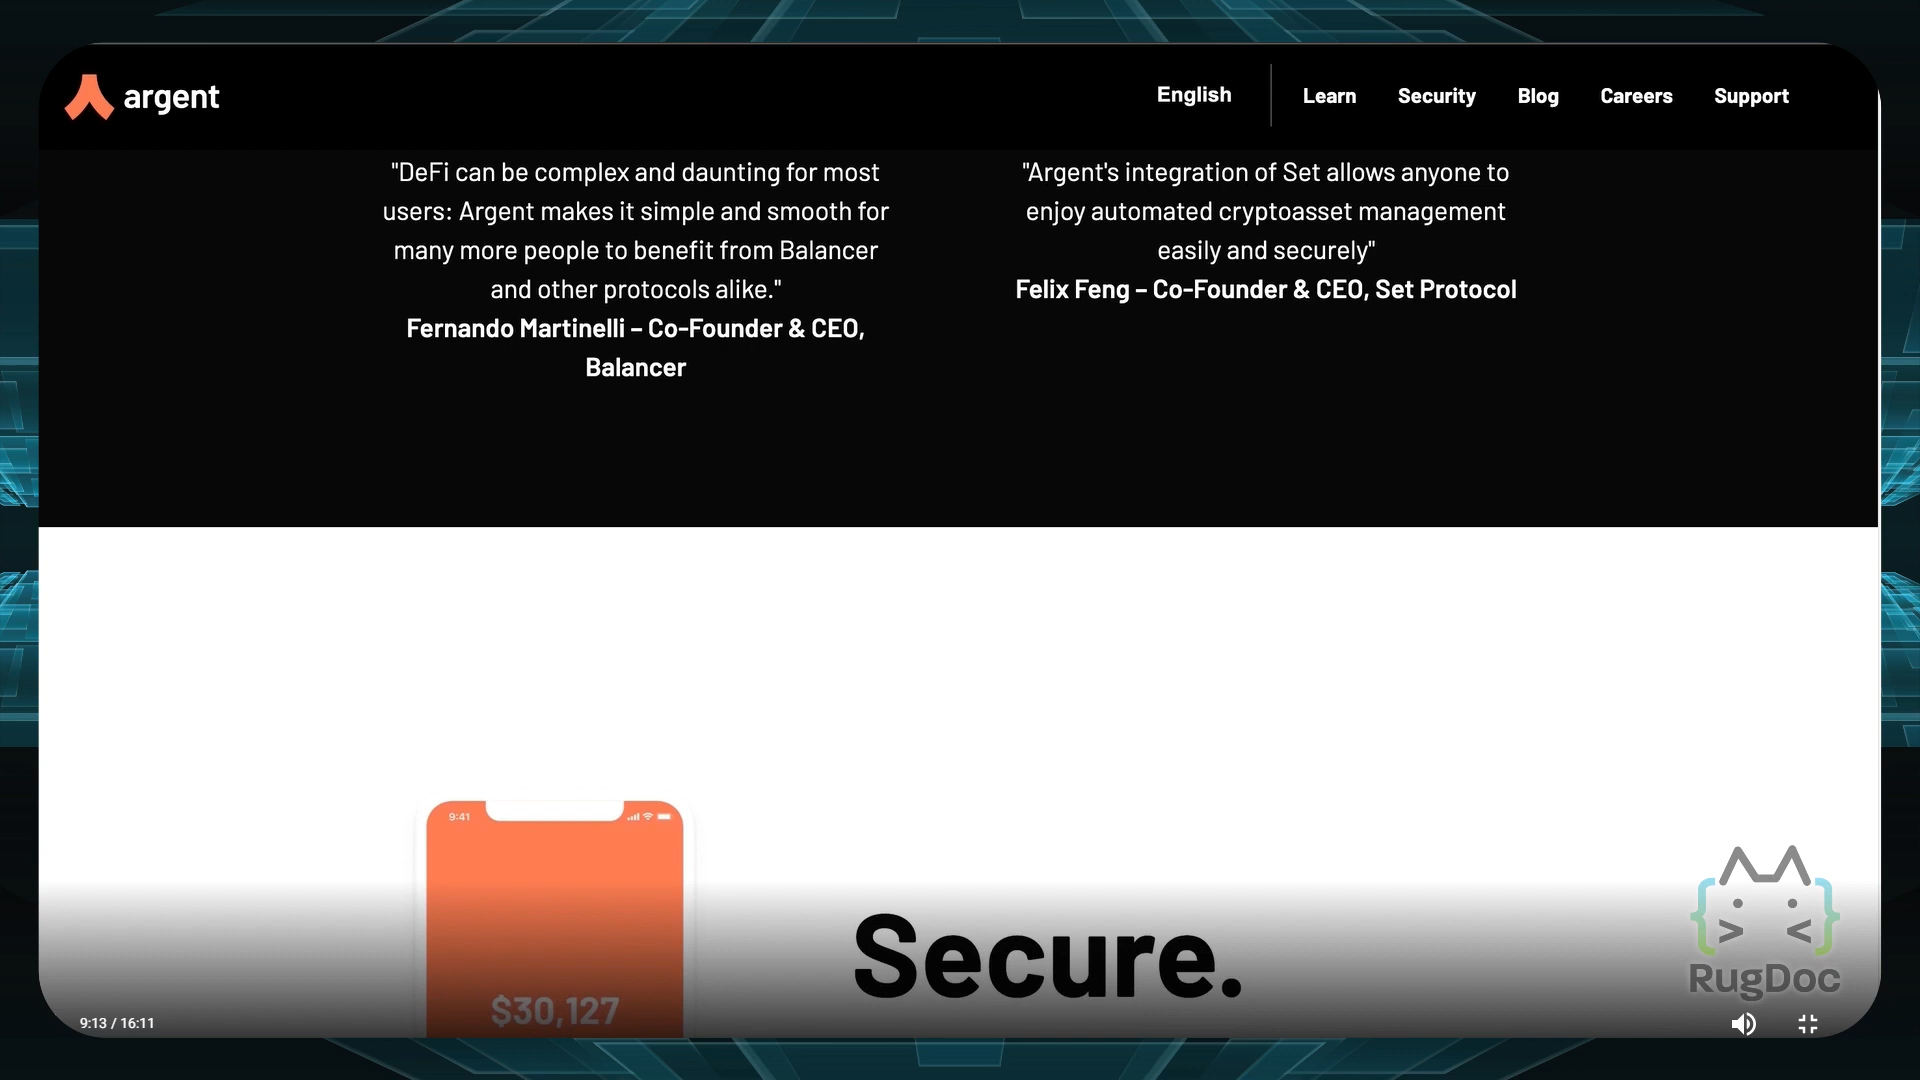 argent
English
Learn
Security
Blog
Careers
Support
"DeFi can be complex and daunting for most
users: Argent makes it simple and smooth for
many more people to benefit from Balancer
and other protocols alike."
Fernando Martinelli – Co-Founder & CEO,
Balancer
"Argent's integration of Set allows anyone to
enjoy automated cryptoasset management
easily and securely"
Felix Feng – Co-Founder & CEO, Set Protocol
9:41
$30,127
Secure.
RugDoc
9:13 / 16:11